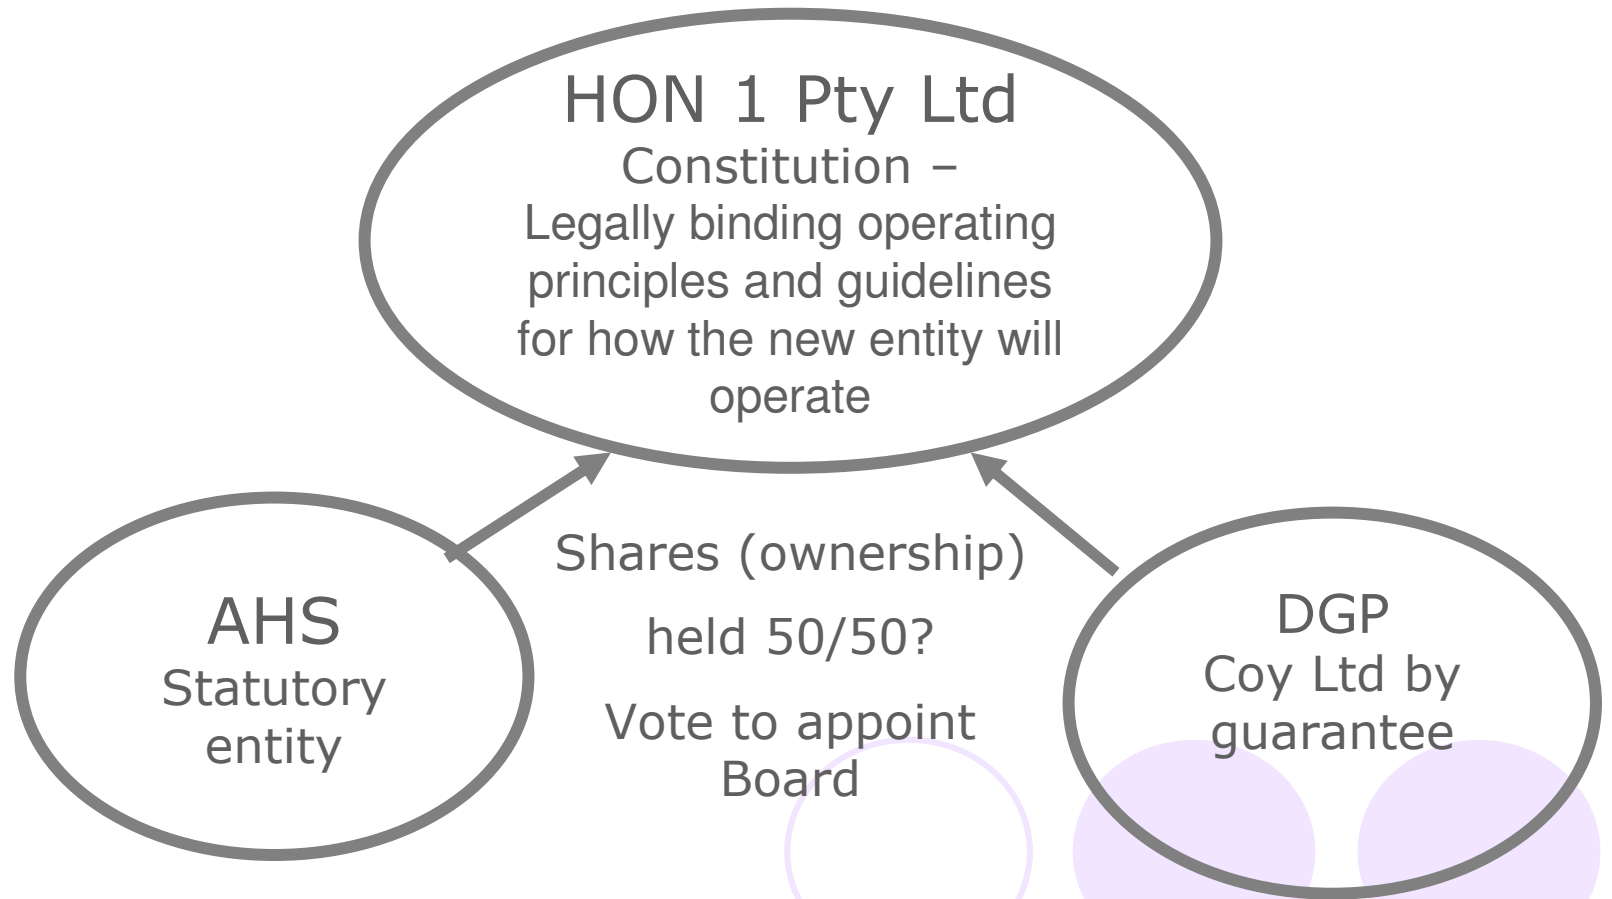 HON 1 Pty Ltd
Constitution –
Legally binding operating
principles and guidelines
for how the new entity will
operate
Shares (ownership)
held 50/50?
Vote to appoint
Board
AHS
Statutory
entity
DGP
Coy Ltd by
guarantee